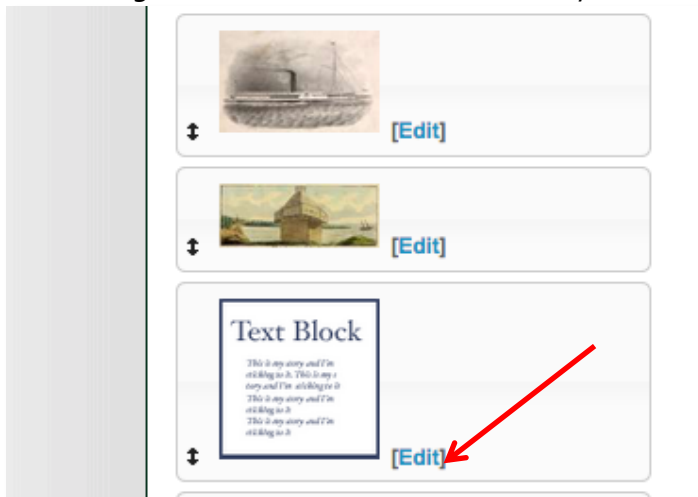 [Edit]
[Edit]
Text Block
This is my story and I'm
sticking to it. This is my s
tory and I'm sticking to it
This is my story and I'm
sticking to it
This is my story and I'm
sticking to it
[Edit]